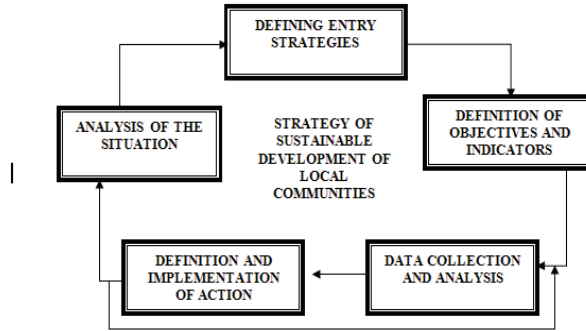 DEFINING ENTRY
STRATEGIES
ANALYSIS OF THE
SITUATION
STRATEGY OF
SUSTAINABLE
DEVELOPMENT OF
LOCAL
COMMUNITIES
DEFINITION OF
OBJECTIVES AND
INDICATORS
DEFINITION AND
IMPLEMENTATION
OF ACTION
DATA COLLECTION
AND ANALYSIS